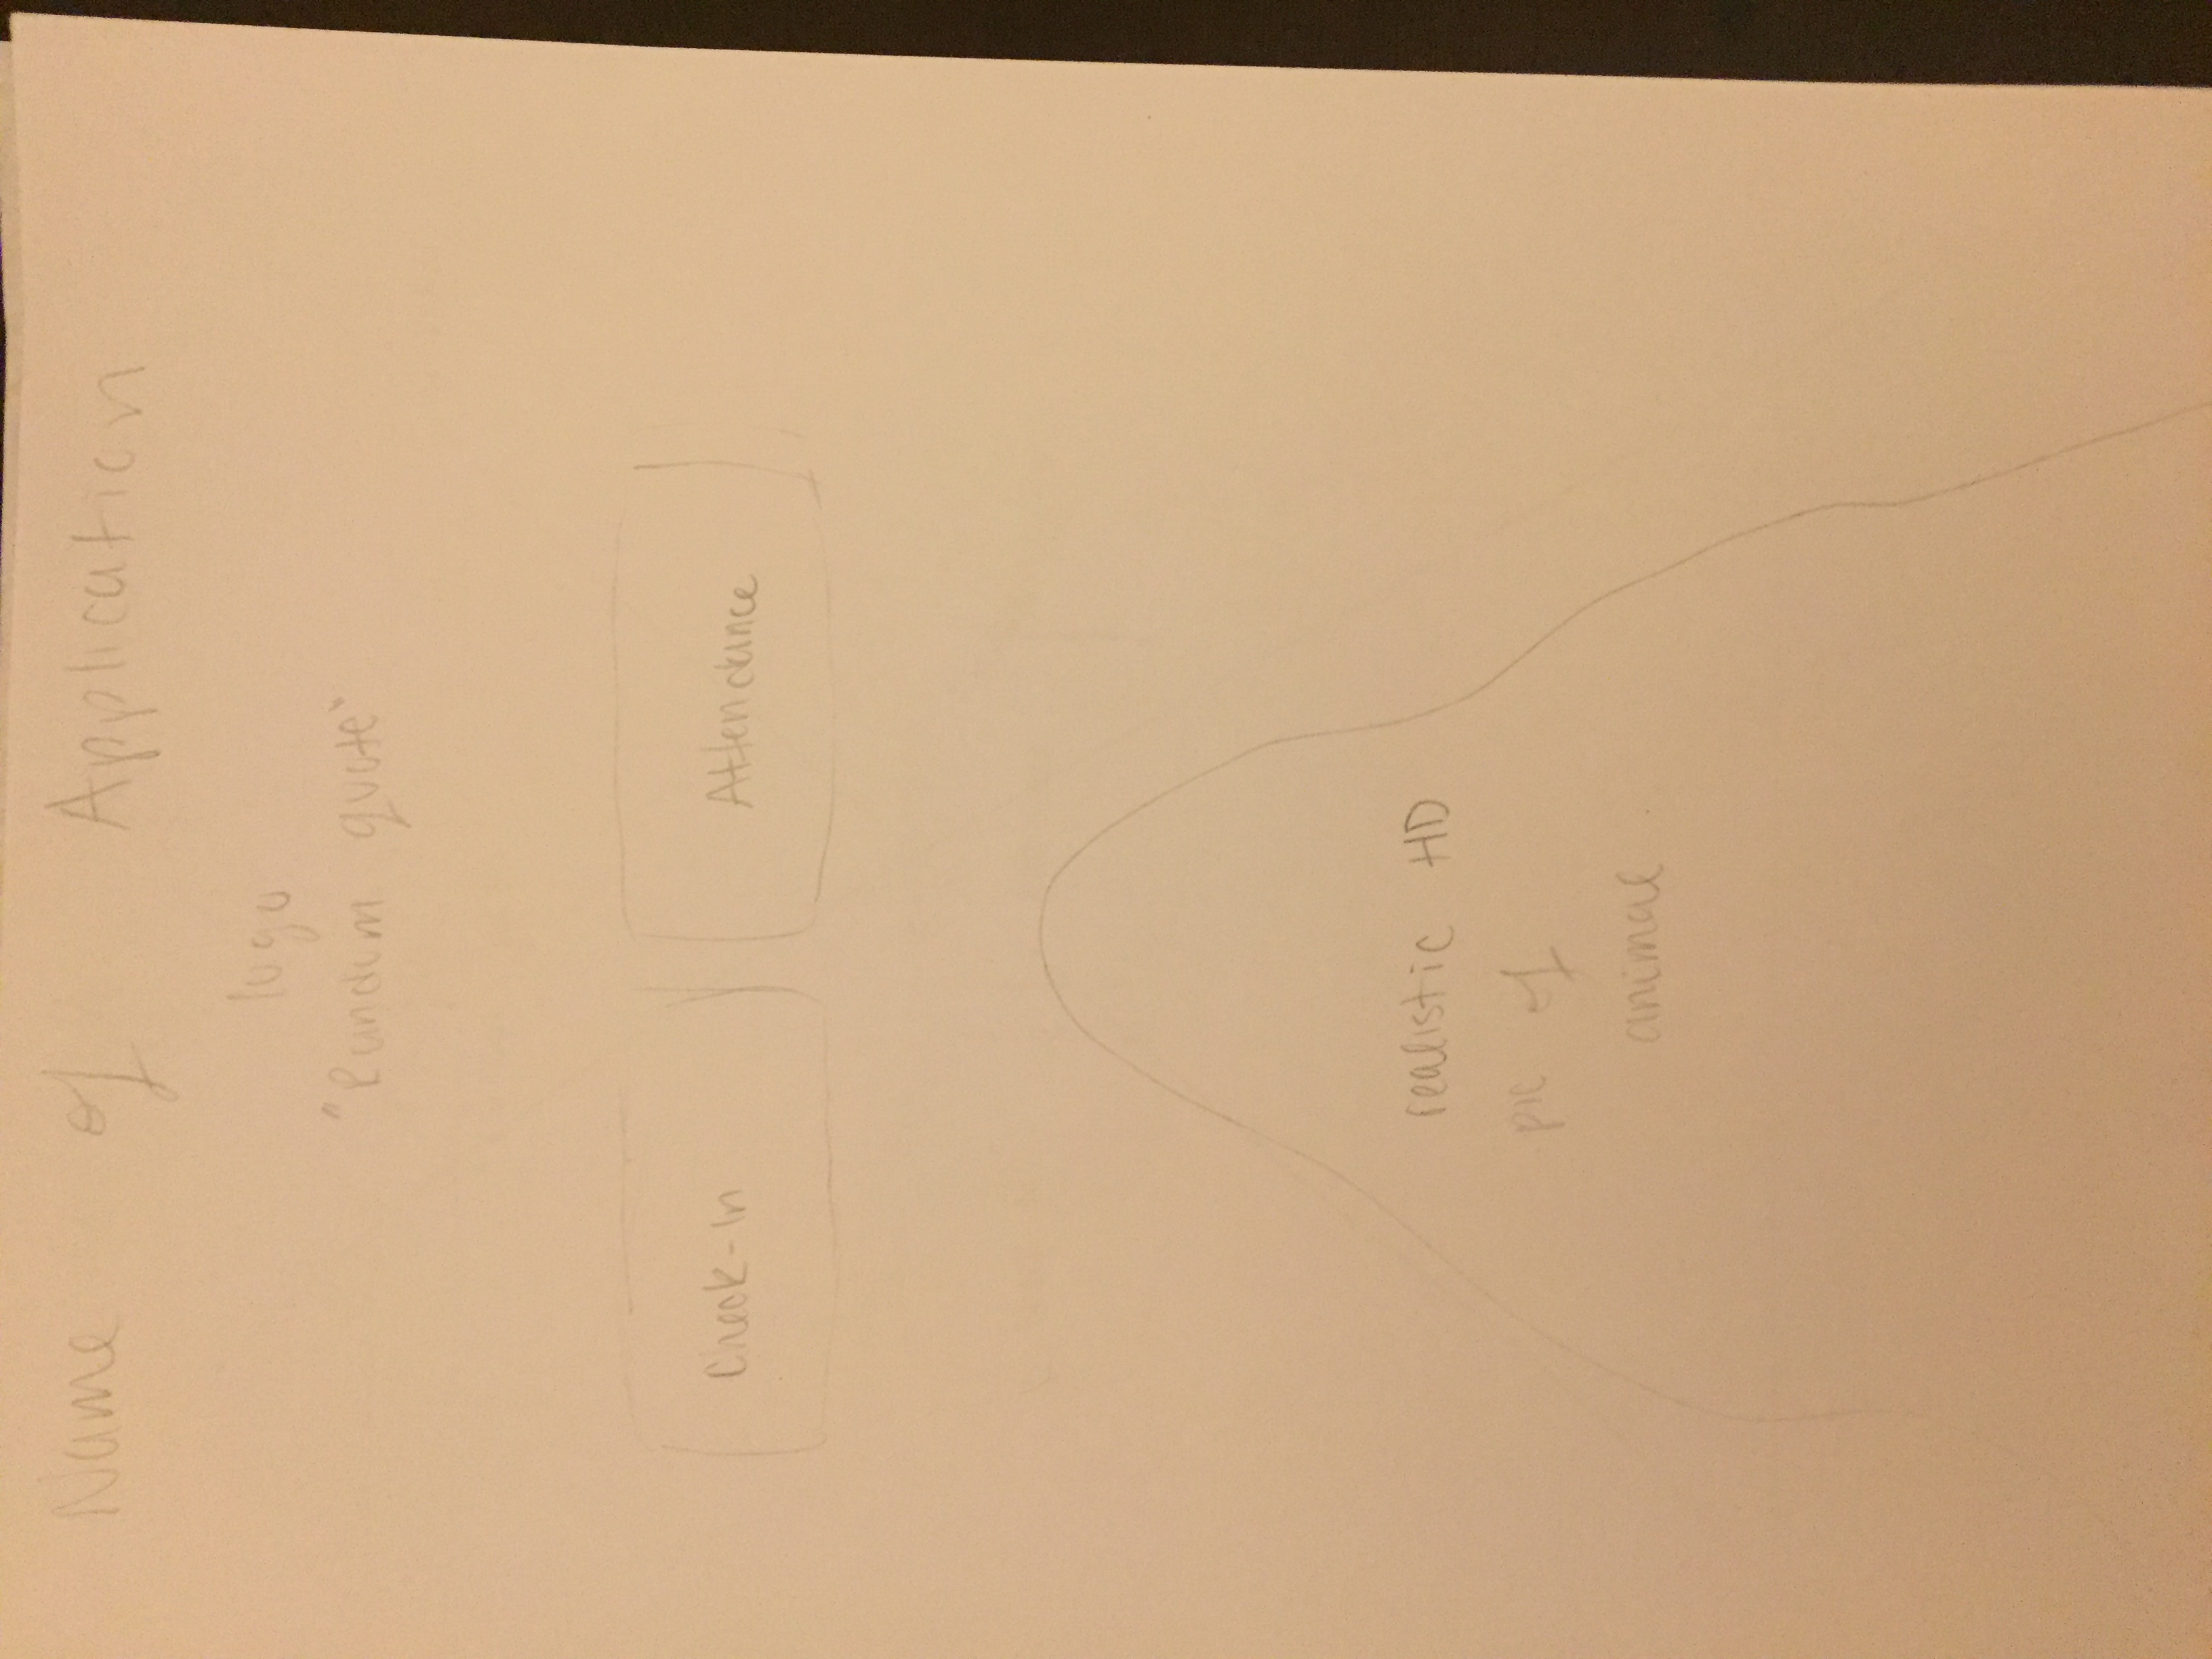 Name of Application
logo
"Random quote"
Check-In Attendance
realistic HD
pic of
animal